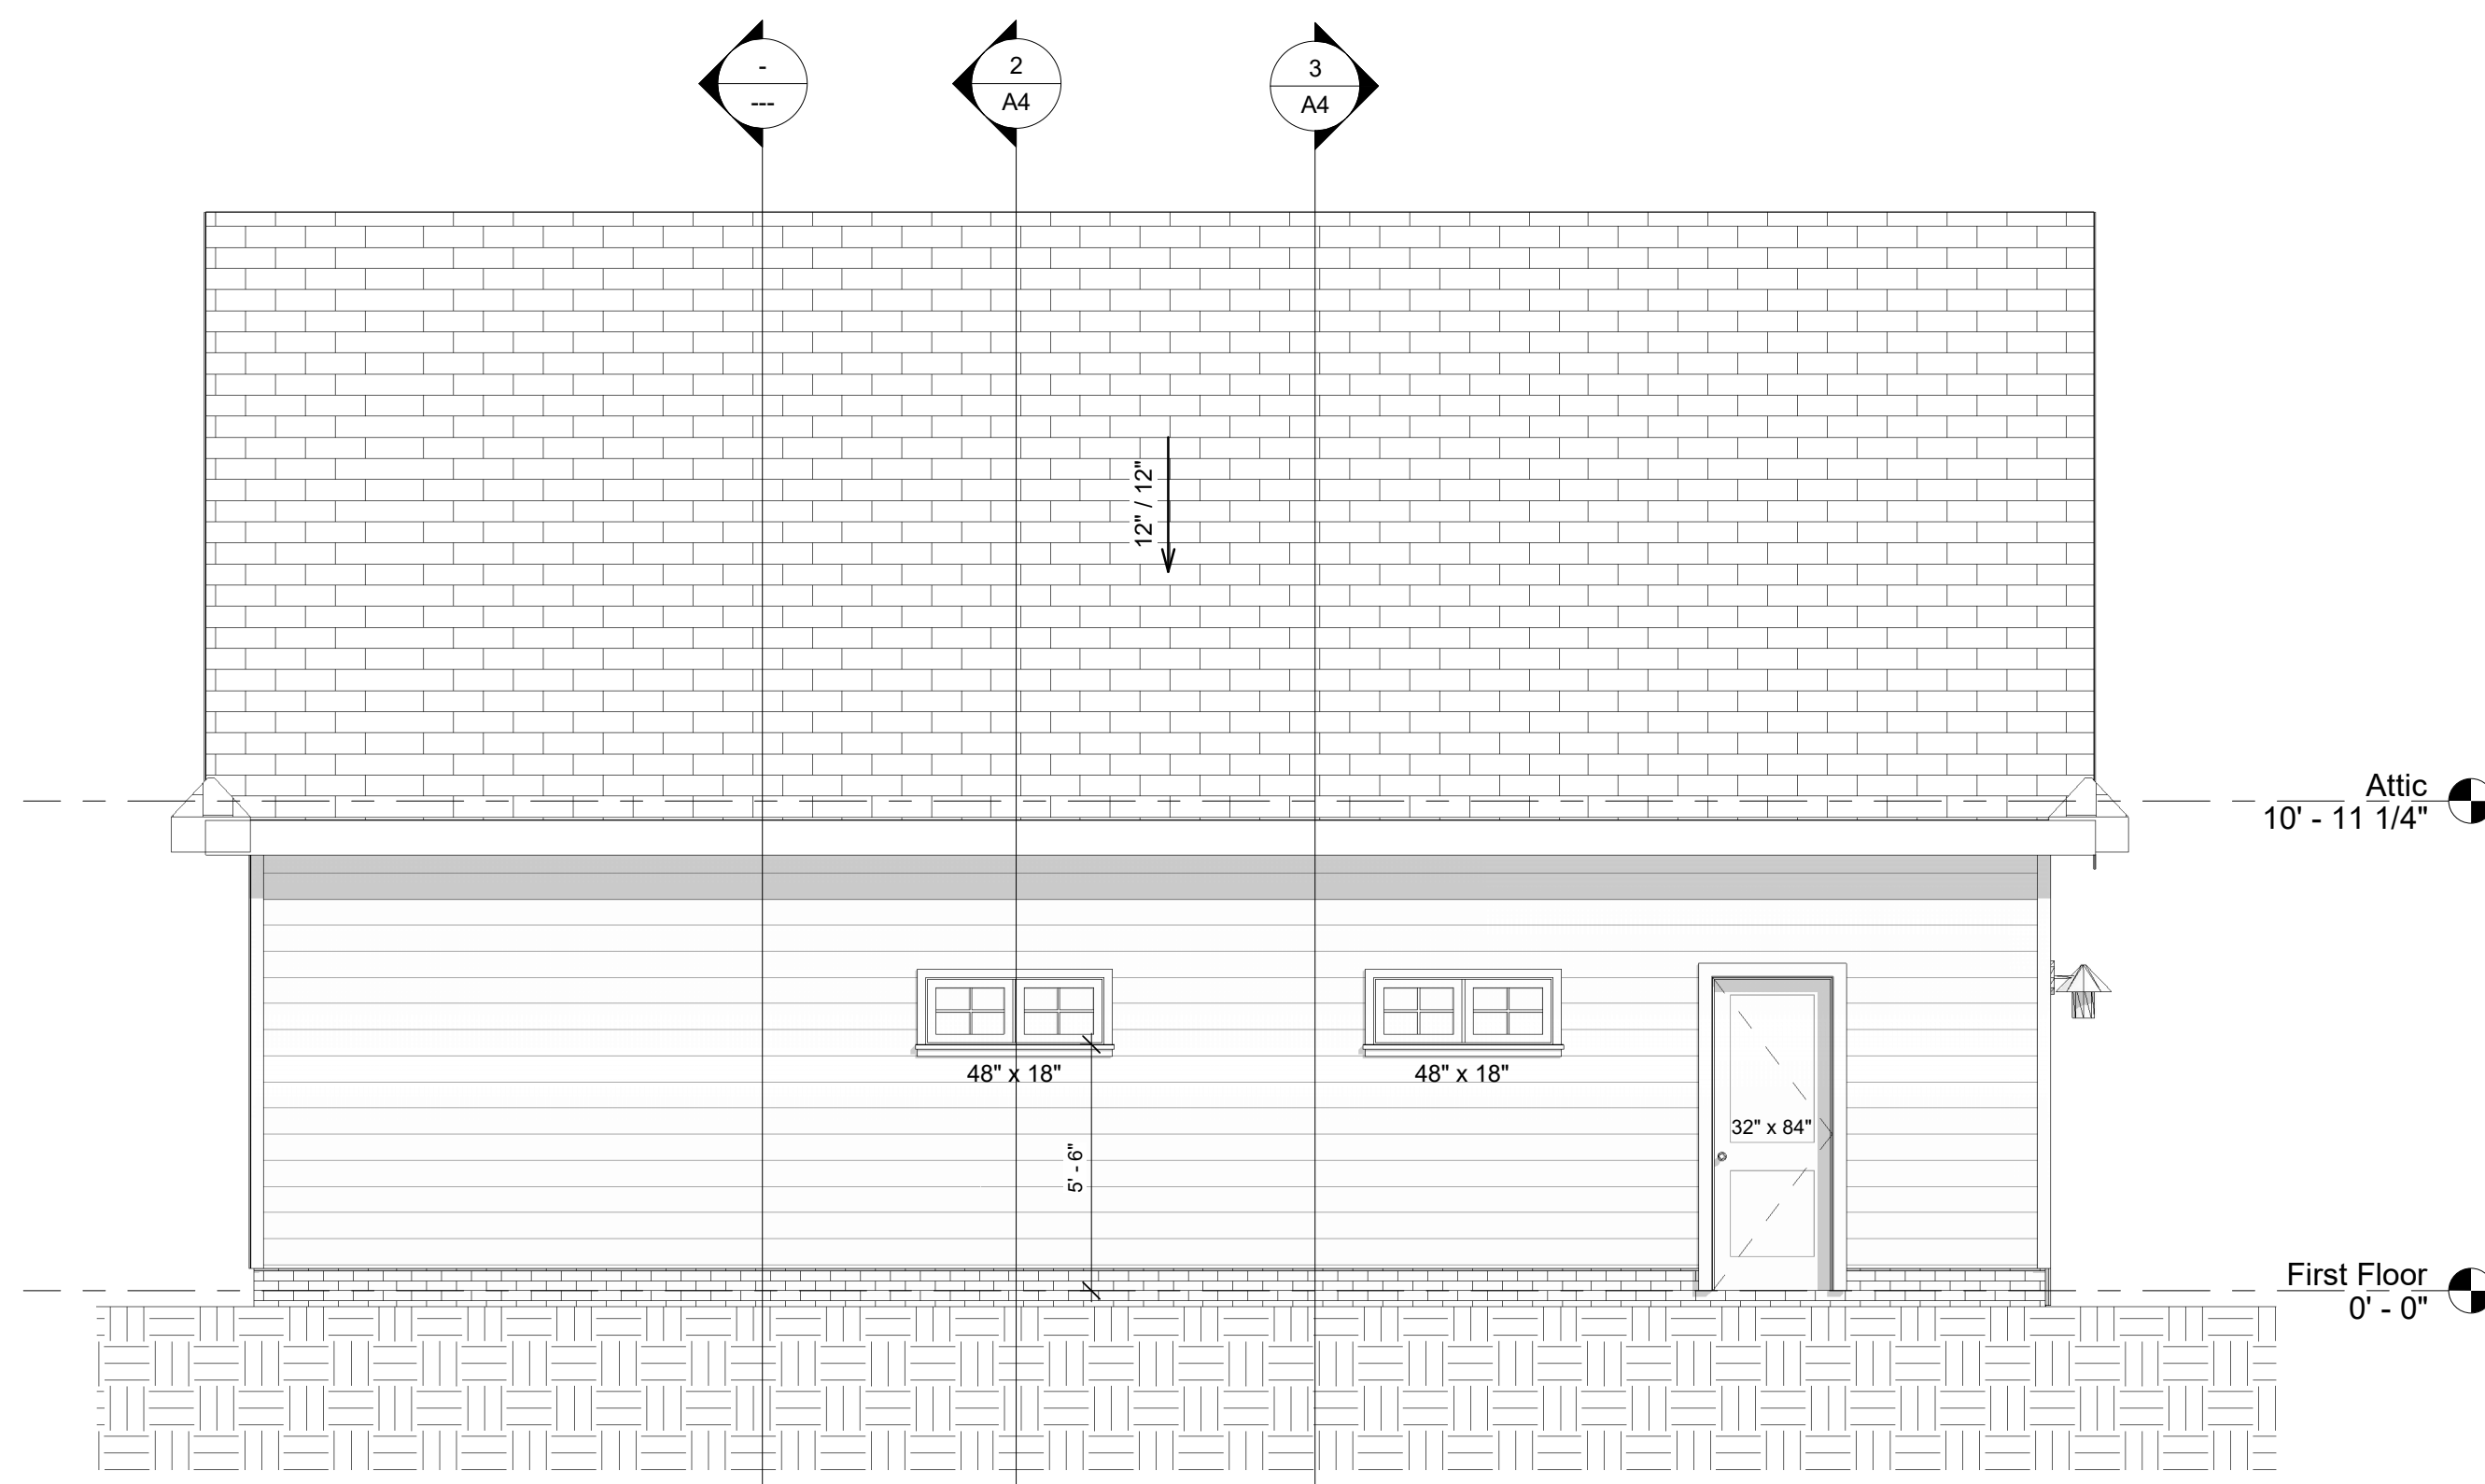 -
---
2
A4
3
A4
12" / 12"
Attic
10' - 11 1/4"
48" x 18"
48" x 18"
32" x 84"
5' - 6"
First Floor
0' - 0"